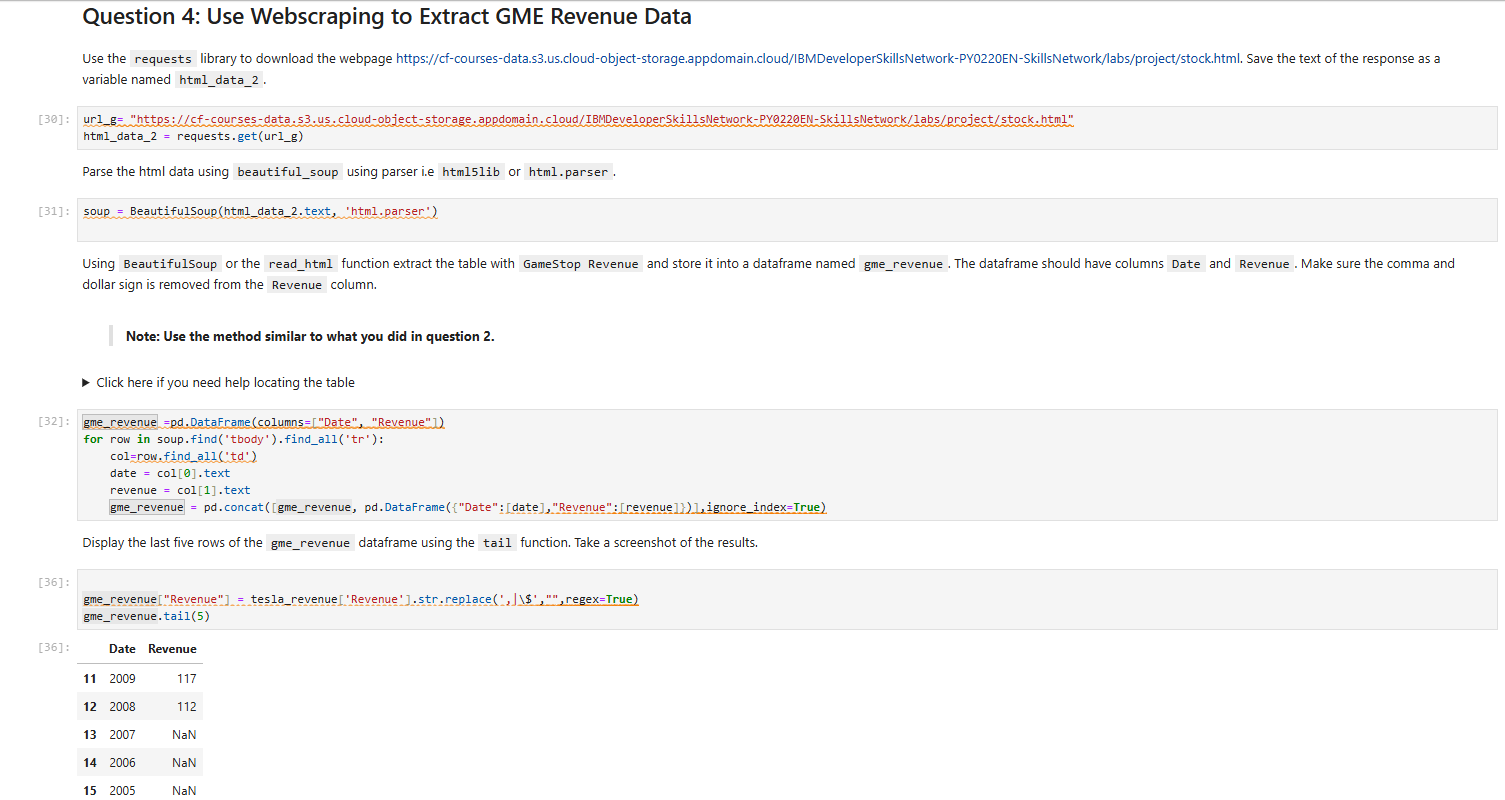 Question 4: Use Webscraping to Extract GME Revenue Data
Use the requests library to download the webpage https://cf-courses-data.s3.us.cloud-object-storage.appdomain.cloud/IBMDeveloperSkillsNetwork-PY0220EN-SkillsNetwork/labs/project/stock.html. Save the text of the response as a
variable named html_data_2.
[30]: url_g= "https://cf-courses-data.s3.us.cloud-object-storage.appdomain.cloud/IBMDeveloperSkillsNetwork-PY0220EN-SkillsNetwork/labs/project/stock.html"
html_data_2 = requests.get(url_g)
Parse the html data using beautiful_soup using parser i.e html5lib or html.parser.
[31]: soup = BeautifulSoup(html_data_2.text, 'html.parser')
Using BeautifulSoup or the read_html function extract the table with GameStop Revenue and store it into a dataframe named gme_revenue. The dataframe should have columns Date and Revenue. Make sure the comma and
dollar sign is removed from the Revenue column.
Note: Use the method similar to what you did in question 2.
▶ Click here if you need help locating the table
[32]: gme_revenue =pd.DataFrame(columns=["Date", "Revenue"])
for row in soup.find('tbody').find_all('tr'):
    col=row.find_all('td')
    date = col[0].text
    revenue = col[1].text
    gme_revenue = pd.concat([gme_revenue, pd.DataFrame({"Date":[date],"Revenue":[revenue]})],ignore_index=True)
Display the last five rows of the gme_revenue dataframe using the tail function. Take a screenshot of the results.
[36]:
gme_revenue["Revenue"] = tesla_revenue['Revenue'].str.replace(',|\$',"",regex=True)
gme_revenue.tail(5)
[36]: Date Revenue
11 2009 117
12 2008 112
13 2007 NaN
14 2006 NaN
15 2005 NaN